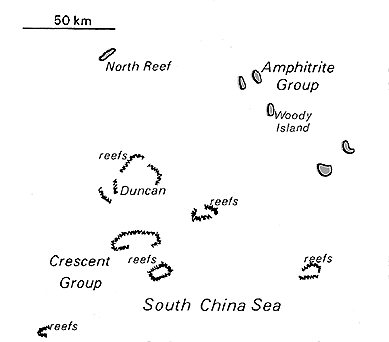 50 km
North Reef
Amphitrite
Group
Woody
Island
reefs
Duncan
reefs
Crescent
Group
reefs
reefs
South China Sea
reefs